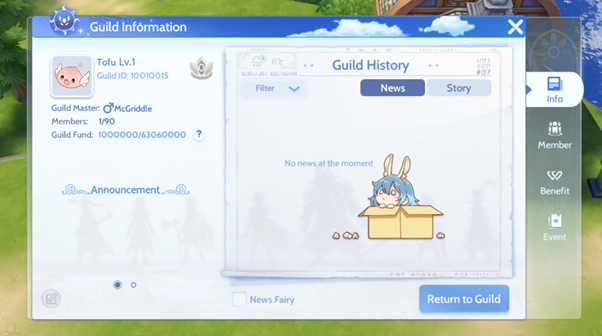 Guild Information
Tofu Lv.1
Guild ID: 10010015
Guild Master: ♂McGriddle
Members: 1/90
Guild Fund: 1000000/63060000 ?
Announcement
Guild History
#07
Filter
News
Story
No news at the moment
News Fairy
Return to Guild
Info
Member
Benefit
Event